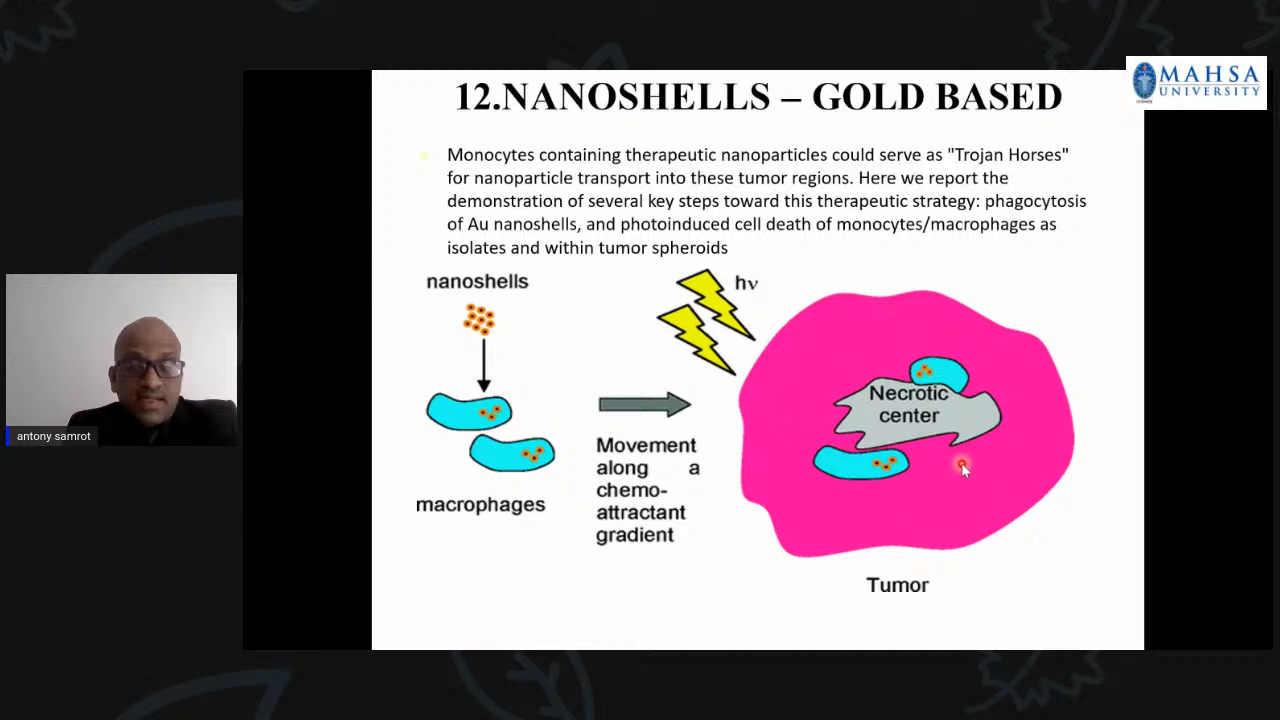 12.NANOSHELLS – GOLD BASED
MAHSA
UNIVERSITY
Monocytes containing therapeutic nanoparticles could serve as "Trojan Horses"
for nanoparticle transport into these tumor regions. Here we report the
demonstration of several key steps toward this therapeutic strategy: phagocytosis
of Au nanoshells, and photoinduced cell death of monocytes/macrophages as
isolates and within tumor spheroids
nanoshells
hν
macrophages
Movement
along a
chemo-
attractant
gradient
Necrotic
center
Tumor
antony samrot